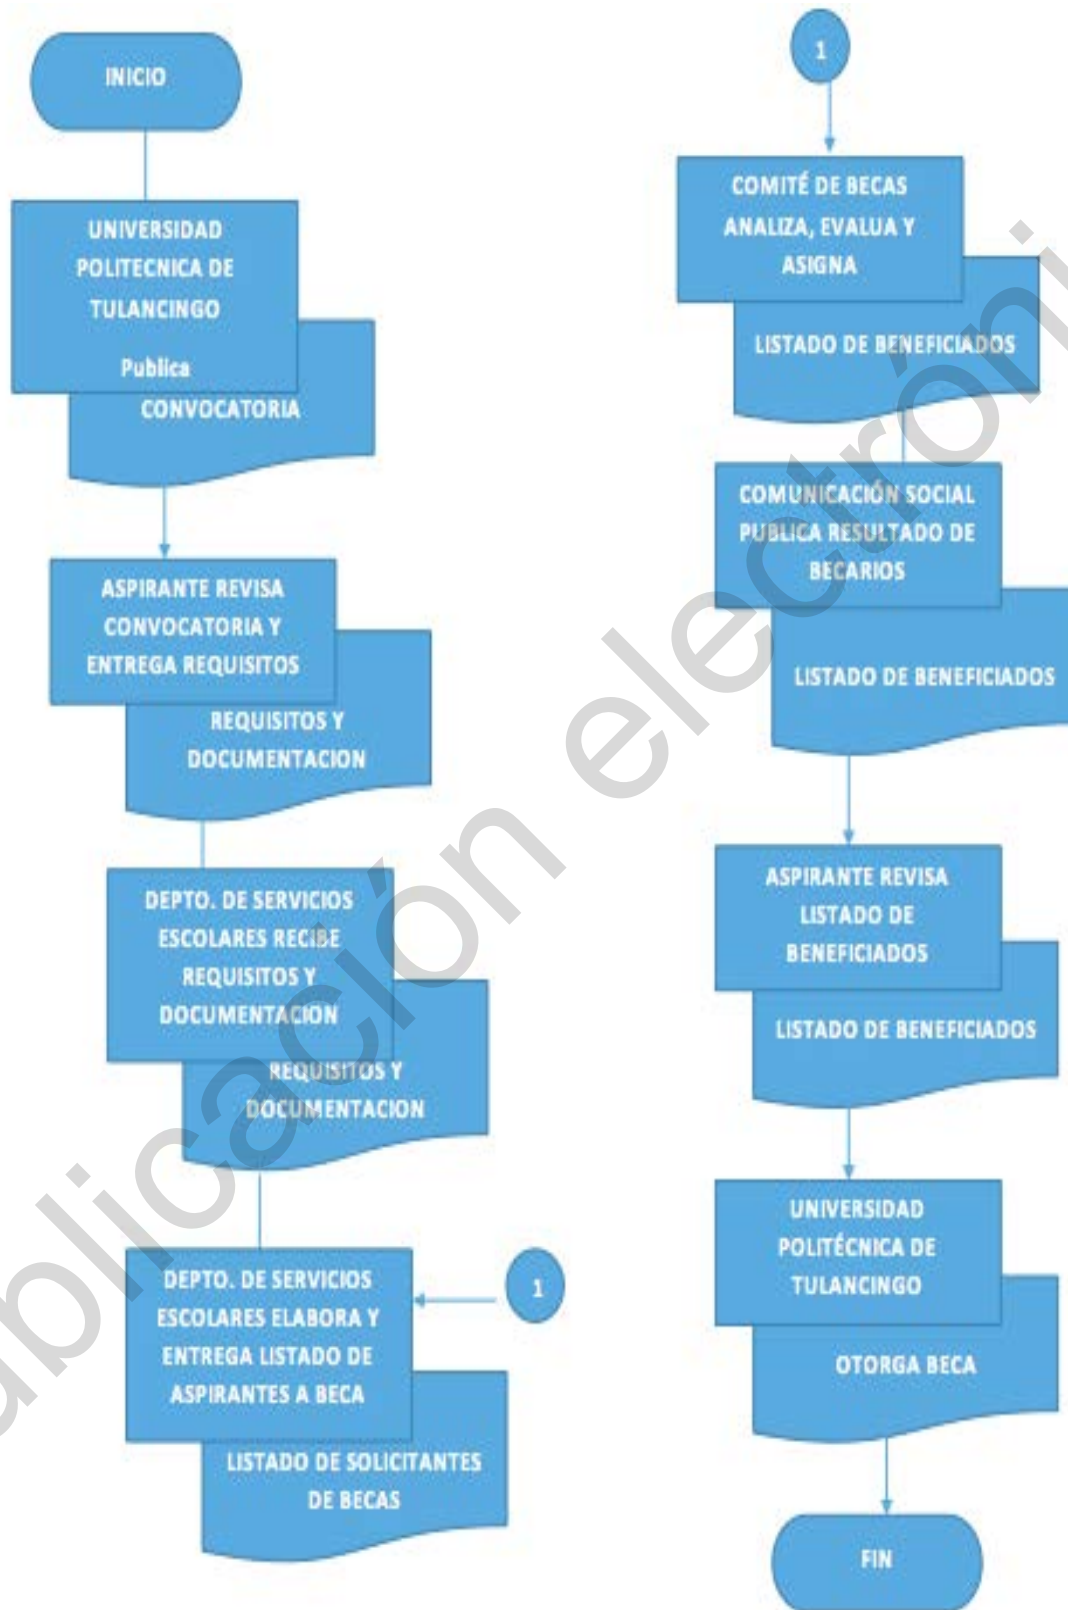 INICIO
UNIVERSIDAD
POLITECNICA DE
TULANCINGO
Publica
CONVOCATORIA
ASPIRANTE REVISA
CONVOCATORIA Y
ENTREGA REQUISITOS
REQUISITOS Y
DOCUMENTACION
DEPTO. DE SERVICIOS
ESCOLARES RECIBE
REQUISITOS Y
DOCUMENTACION
REQUISITOS Y
DOCUMENTACION
DEPTO. DE SERVICIOS
ESCOLARES ELABORA Y
ENTREGA LISTADO DE
ASPIRANTES A BECA
1
LISTADO DE SOLICITANTES
DE BECAS
1
COMITÉ DE BECAS
ANALIZA, EVALUA Y
ASIGNA
LISTADO DE BENEFICIADOS
COMUNICACIÓN SOCIAL
PUBLICA RESULTADO DE
BECARIOS
LISTADO DE BENEFICIADOS
ASPIRANTE REVISA
LISTADO DE
BENEFICIADOS
LISTADO DE BENEFICIADOS
UNIVERSIDAD
POLITÉCNICA DE
TULANCINGO
OTORGA BECA
FIN
ublicación electróni